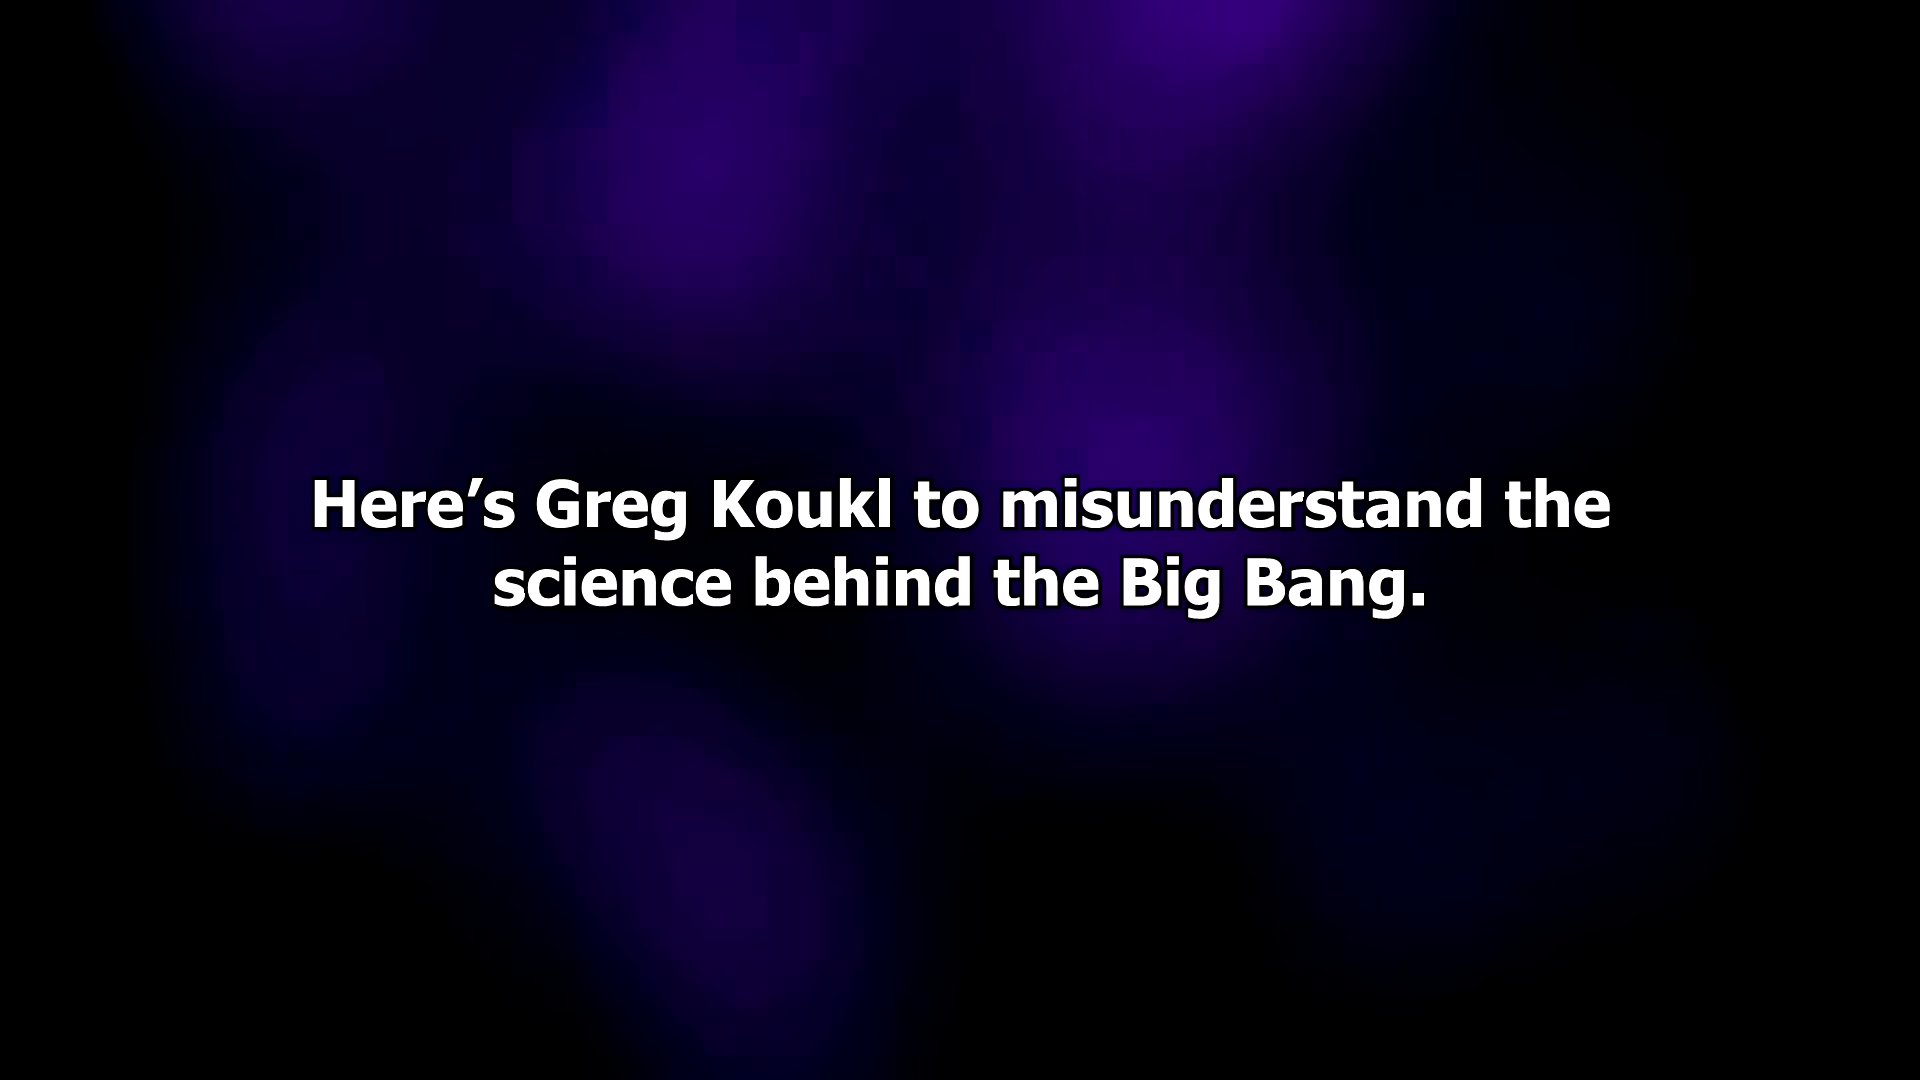 Here’s Greg Koukl to misunderstand the
science behind the Big Bang.